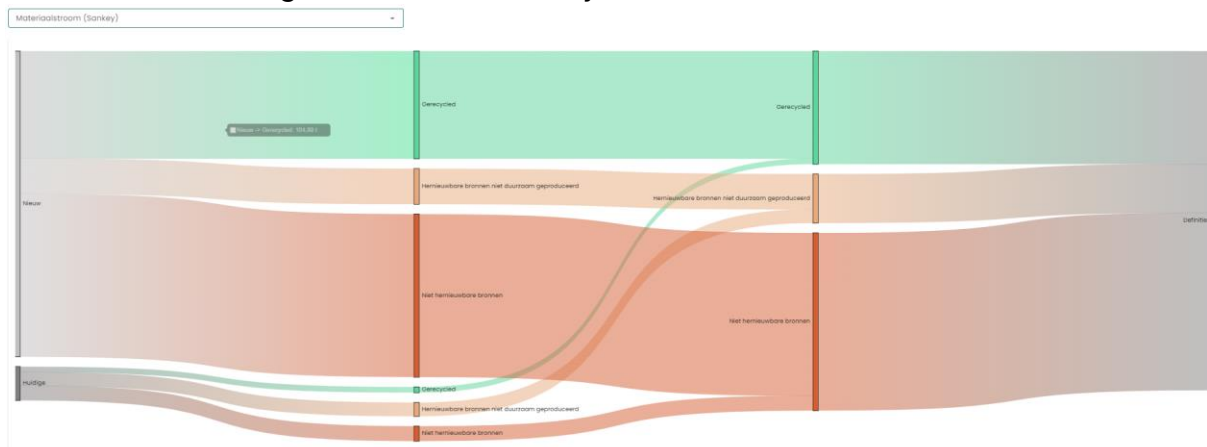 Materiaalstroom (Sankey)
Gerecycled
Gerecycled
Nieuw -> Gerecycled:
Hernieuwbare bronnen niet duurzaam geproduceerd
Hernieuwbare bronnen niet duurzaam geproduceerd
Nieuw
Definitie
Niet hernieuwbare bronnen
Niet hernieuwbare bronnen
Huidige
Gerecycled
Hernieuwbare bronnen niet duurzaam geproduceerd
Niet hernieuwbare bronnen